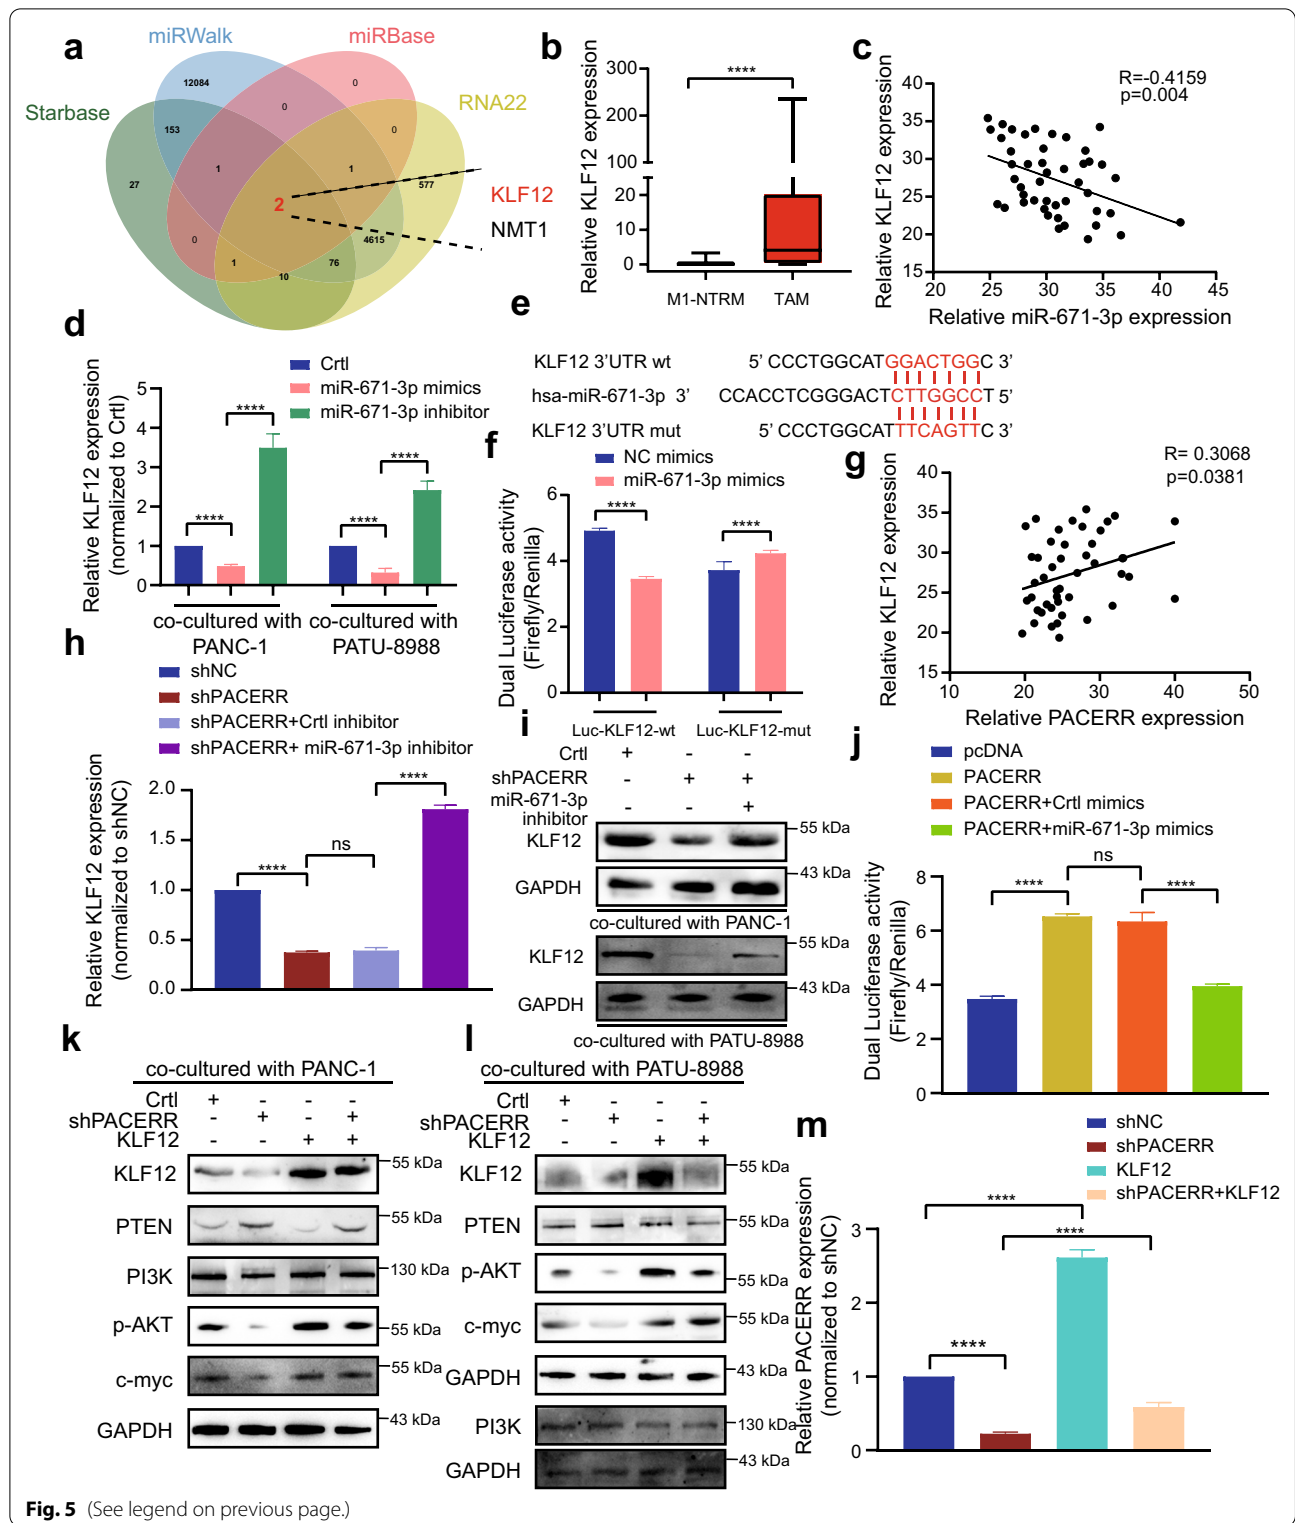 a
miRWalk
miRBase
Starbase
RNA22
12084
0
0
153
0
27
1
1
577
2
0
4615
1
76
10
KLF12
NMT1
b
Relative KLF12 expression
300
200
100
20
10
0
****
M1-NTRM
TAM
c
R=-0.4159
p=0.004
Relative KLF12 expression
40
35
30
25
20
15
20
25
30
35
40
45
Relative miR-671-3p expression
d
Crtl
miR-671-3p mimics
miR-671-3p inhibitor
Relative KLF12 expression
(normalized to Crtl)
5
4
3
2
1
0
****
****
****
****
co-cultured with
PANC-1
co-cultured with
PATU-8988
e
KLF12 3'UTR wt 5' CCCTGGCATGGACTGGC 3'
hsa-miR-671-3p 3' CCACCTCGGGACTCTTGGCCT 5'
KLF12 3'UTR mut 5' CCCTGGCATTTCAGTTC 3'
f
NC mimics
miR-671-3p mimics
Dual Luciferase activity
(Firefly/Renilla)
6
4
2
0
****
****
Luc-KLF12-wt
Luc-KLF12-mut
g
R= 0.3068
p=0.0381
Relative KLF12 expression
40
35
30
25
20
15
10
20
30
40
50
Relative PACERR expression
h
shNC
shPACERR
shPACERR+Crtl inhibitor
shPACERR+ miR-671-3p inhibitor
Relative KLF12 expression
(normalized to shNC)
2.0
1.5
1.0
0.5
0.0
****
ns
****
i
Crtl + - -
shPACERR - + +
miR-671-3p
inhibitor - - +
KLF12
55 kDa
GAPDH
43 kDa
co-cultured with PANC-1
KLF12
55 kDa
GAPDH
43 kDa
co-cultured with PATU-8988
j
pcDNA
PACERR
PACERR+Crtl mimics
PACERR+miR-671-3p mimics
Dual Luciferase activity
(Firefly/Renilla)
8
6
4
2
0
****
ns
****
k
co-cultured with PANC-1
Crtl + - - -
shPACERR - + - +
KLF12 - - + +
KLF12
55 kDa
PTEN
55 kDa
PI3K
130 kDa
p-AKT
55 kDa
c-myc
55 kDa
GAPDH
43 kDa
l
co-cultured with PATU-8988
Crtl + - - -
shPACERR - + - +
KLF12 - - + +
KLF12
55 kDa
PTEN
55 kDa
p-AKT
55 kDa
c-myc
55 kDa
GAPDH
43 kDa
PI3K
130 kDa
GAPDH
43 kDa
m
shNC
shPACERR
KLF12
shPACERR+KLF12
Relative PACERR expression
(normalized to shNC)
3
2
1
0
****
****
****
Fig. 5 (See legend on previous page.)